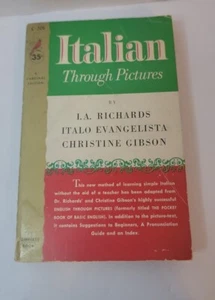 35¢
Italian
Through Pictures
BY
I.A. RICHARDS
ITALO EVANGELISTA
CHRISTINE GIBSON
This new method of learning simple Italian
without the aid of a teacher has been adapted from
Dr. Richards' and Christine Gibson's highly successful
ENGLISH THROUGH PICTURES (formerly titled THE POCKET
BOOK OF BASIC ENGLISH). In addition to the picture-text,
it contains Suggestions to Beginners, A Pronunciation
Guide and an Index